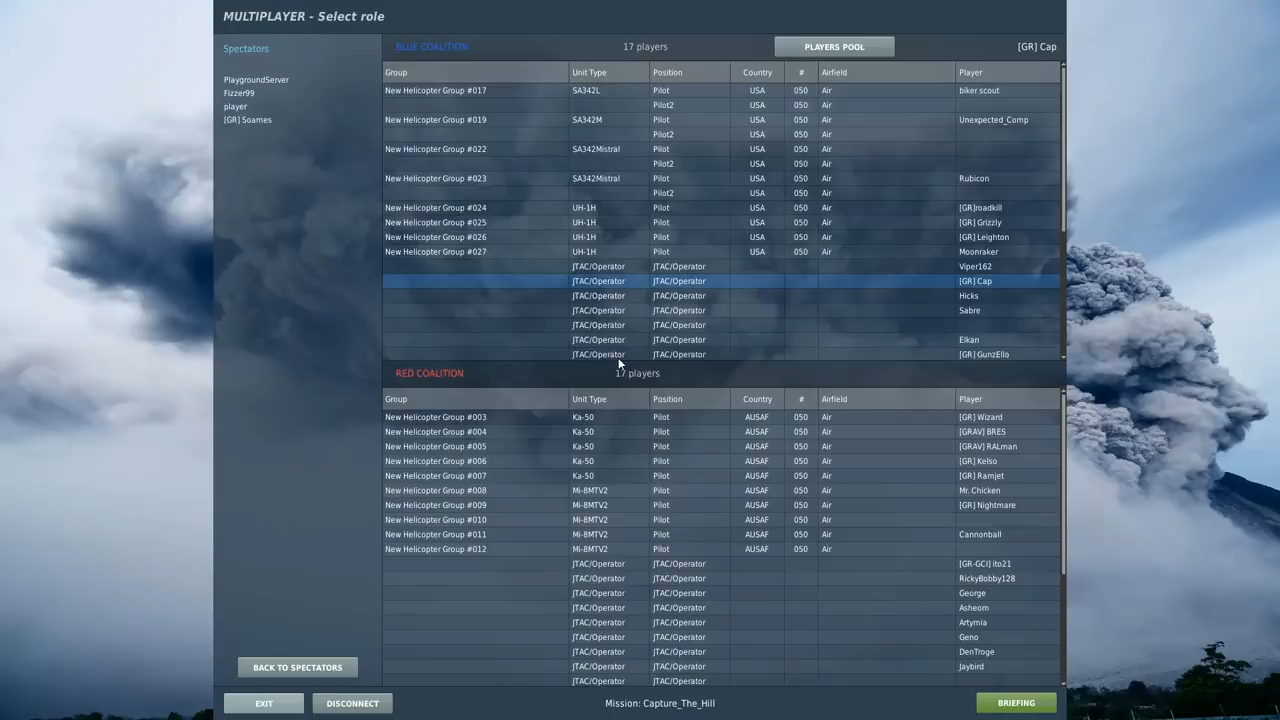 MULTIPLAYER - Select role
Spectators
PlaygroundServer
Fizzer99
player
[GR] Soames
BLUE COALITION 17 players PLAYERS POOL [GR] Cap
Group Unit Type Position Country # Airfield Player
New Helicopter Group #017 SA342L Pilot USA 050 Air biker scout
Pilot2 USA 050 Air
New Helicopter Group #019 SA342M Pilot USA 050 Air Unexpected_Comp
Pilot2 USA 050 Air
New Helicopter Group #022 SA342Mistral Pilot USA 050 Air
Pilot2 USA 050 Air
New Helicopter Group #023 SA342Mistral Pilot USA 050 Air Rubicon
Pilot2 USA 050 Air
New Helicopter Group #024 UH-1H Pilot USA 050 Air [GR]roadkill
New Helicopter Group #025 UH-1H Pilot USA 050 Air [GR] Grizzly
New Helicopter Group #026 UH-1H Pilot USA 050 Air [GR] Leighton
New Helicopter Group #027 UH-1H Pilot USA 050 Air Moonraker
JTAC/Operator JTAC/Operator Viper162
JTAC/Operator JTAC/Operator [GR] Cap
JTAC/Operator JTAC/Operator Hicks
JTAC/Operator JTAC/Operator Sabre
JTAC/Operator JTAC/Operator
JTAC/Operator JTAC/Operator Elkan
JTAC/Operator JTAC/Operator [GR] GunzEllo
RED COALITION 17 players
Group Unit Type Position Country # Airfield Player
New Helicopter Group #003 Ka-50 Pilot AUSAF 050 Air [GR] Wizard
New Helicopter Group #004 Ka-50 Pilot AUSAF 050 Air [GRAV] BRES
New Helicopter Group #005 Ka-50 Pilot AUSAF 050 Air [GRAV] RALman
New Helicopter Group #006 Ka-50 Pilot AUSAF 050 Air [GR] Kelso
New Helicopter Group #007 Ka-50 Pilot AUSAF 050 Air [GR] Ramjet
New Helicopter Group #008 Mi-8MTV2 Pilot AUSAF 050 Air Mr. Chicken
New Helicopter Group #009 Mi-8MTV2 Pilot AUSAF 050 Air [GR] Nightmare
New Helicopter Group #010 Mi-8MTV2 Pilot AUSAF 050 Air
New Helicopter Group #011 Mi-8MTV2 Pilot AUSAF 050 Air Cannonball
New Helicopter Group #012 Mi-8MTV2 Pilot AUSAF 050 Air
JTAC/Operator JTAC/Operator [GR-GCI] ito21
JTAC/Operator JTAC/Operator RickyBobby128
JTAC/Operator JTAC/Operator George
JTAC/Operator JTAC/Operator Asheom
JTAC/Operator JTAC/Operator Artymia
JTAC/Operator JTAC/Operator Geno
JTAC/Operator JTAC/Operator DenTroge
JTAC/Operator JTAC/Operator Jaybird
JTAC/Operator JTAC/Operator
BACK TO SPECTATORS
EXIT DISCONNECT Mission: Capture_The_Hill BRIEFING